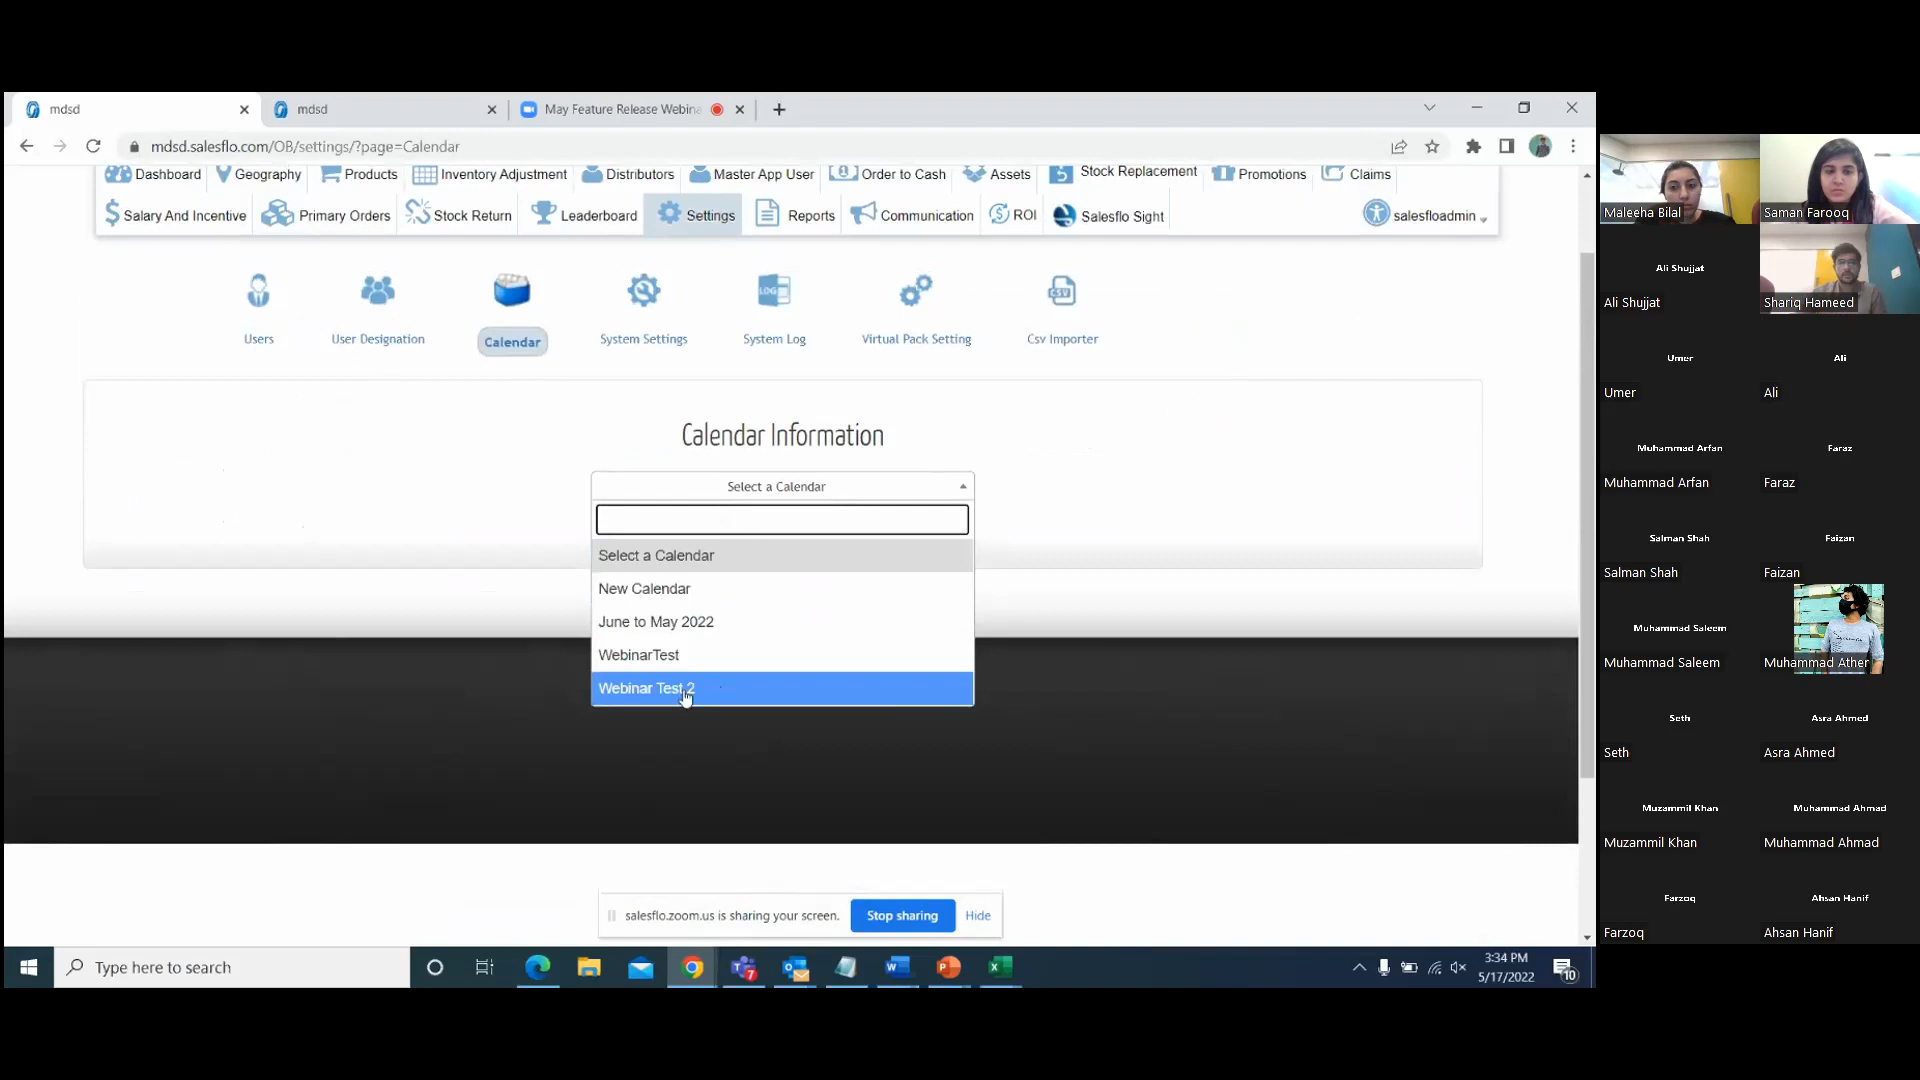 mdsd
mdsd
May Feature Release Webina
mdsd.salesflo.com/OB/settings/?page=Calendar
Dashboard
Geography
Products
Inventory Adjustment
Distributors
Master App User
Order to Cash
Assets
Stock Replacement
Promotions
Claims
Salary And Incentive
Primary Orders
Stock Return
Leaderboard
Settings
Reports
Communication
ROI
Salesflo Sight
salesfloadmin
LOG
CSV
Users
User Designation
Calendar
System Settings
System Log
Virtual Pack Setting
Csv Importer
Calendar Information
Select a Calendar
Select a Calendar
New Calendar
June to May 2022
WebinarTest
Webinar Test 2
salesflo.zoom.us is sharing your screen.
Stop sharing
Hide
Type here to search
7
3:34 PM
5/17/2022
10
Maleeha Bilal
Saman Farooq
Ali Shujjat
Ali Shujjat
Shariq Hameed
Umer
Ali
Umer
Ali
Muhammad Arfan
Faraz
Muhammad Arfan
Faraz
Salman Shah
Faizan
Salman Shah
Faizan
Muhammad Saleem
Muhammad Saleem
Muhammad Ather
Seth
Asra Ahmed
Seth
Asra Ahmed
Muzammil Khan
Muhammad Ahmad
Muzammil Khan
Muhammad Ahmad
Farzoq
Ahsan Hanif
Farzoq
Ahsan Hanif